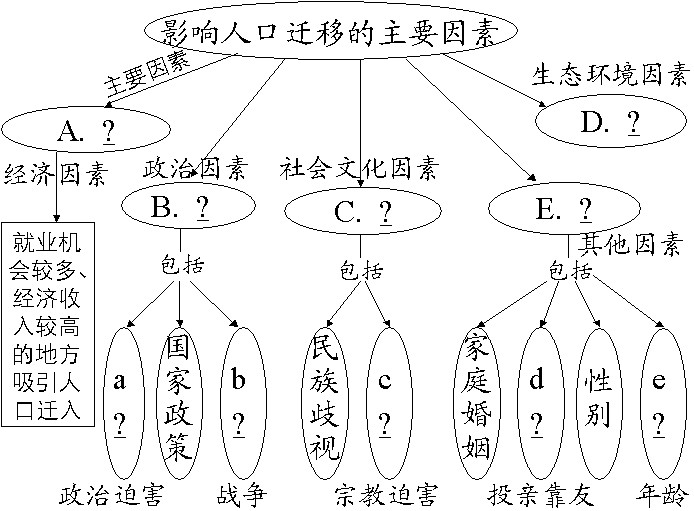 影响人口迁移的主要因素
主要因素
生态环境因素
A. ?
D. ?
经济因素
政治因素
社会文化因素
B. ?
C. ?
E. ?
其他因素
就业机
会较多、
经济收
入较高
的地方
吸引人
口迁入
包括
包括
包括
a
?
国家政策
b
?
民族歧视
c
?
家庭婚姻
d
?
性别
e
?
政治迫害
战争
宗教迫害
投亲靠友
年龄